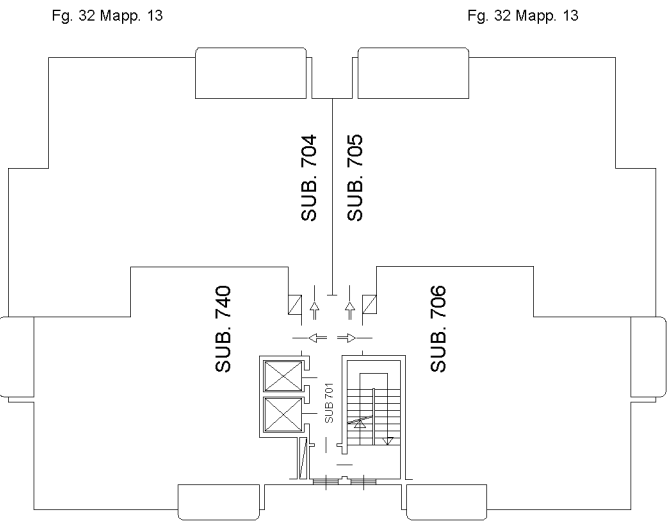 Fg. 32 Mapp. 13
Fg. 32 Mapp. 13
SUB. 704
SUB. 705
SUB. 740
SUB. 706
SUB 701